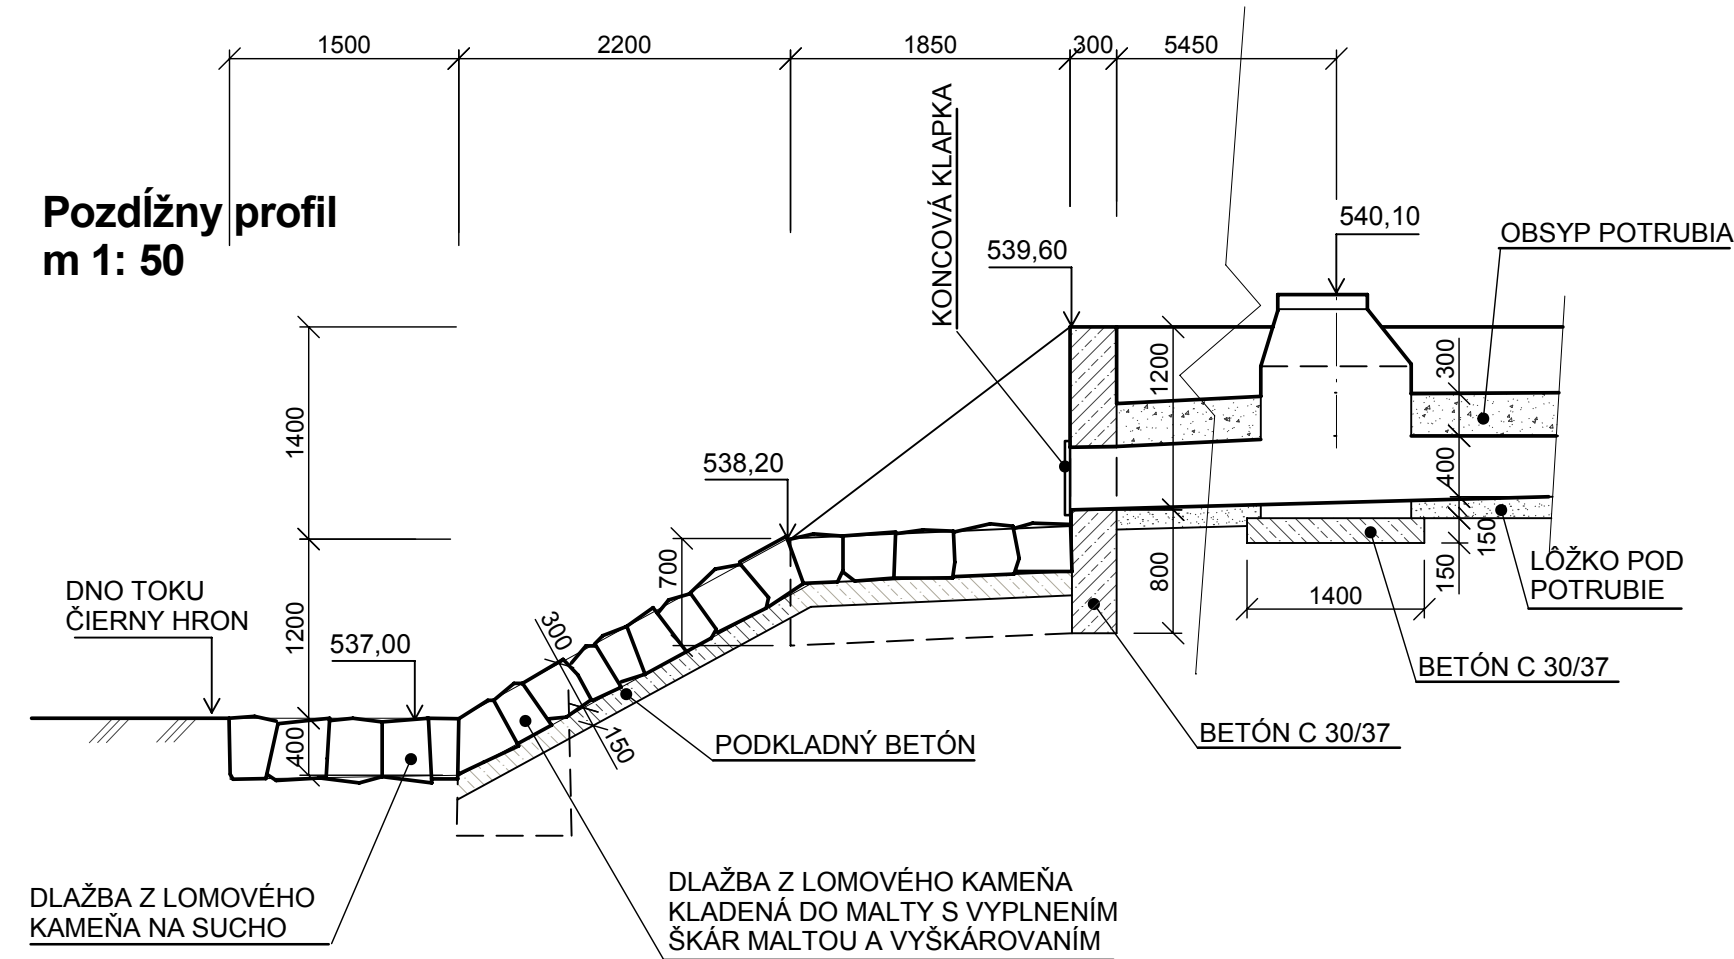 1500
2200
1850
300
5450
Pozdĺžny profil
m 1: 50
KONCOVÁ KLAPKA
539,60
540,10
OBSYP POTRUBIA
1400
1200
300
538,20
400
700
800
150
150
LÔŽKO POD
POTRUBIE
1400
DNO TOKU
ČIERNY HRON
1200
537,00
300
BETÓN C 30/37
400
150
PODKLADNÝ BETÓN
BETÓN C 30/37
DLAŽBA Z LOMOVÉHO
KAMEŇA NA SUCHO
DLAŽBA Z LOMOVÉHO KAMEŇA
KLADENÁ DO MALTY S VYPLNENÍM
ŠKÁR MALTOU A VYŠKÁROVANÍM